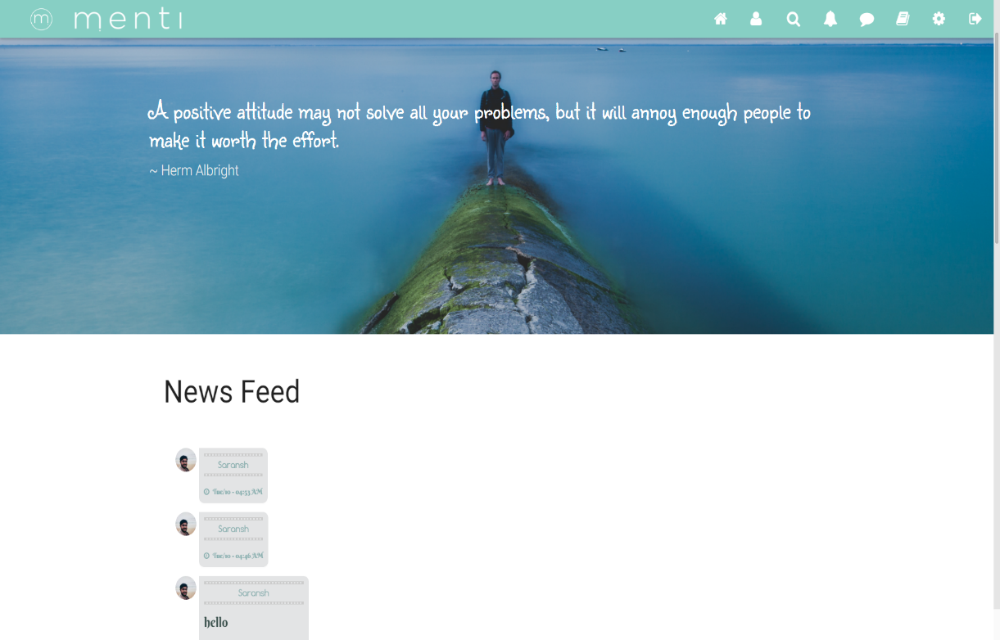 m menti
A positive attitude may not solve all your problems, but it will annoy enough people to
make it worth the effort.
~ Herm Albright
News Feed
Saransh
Tue/10 - 04:53 AM
Saransh
Tue/10 - 04:46 AM
Saransh
hello